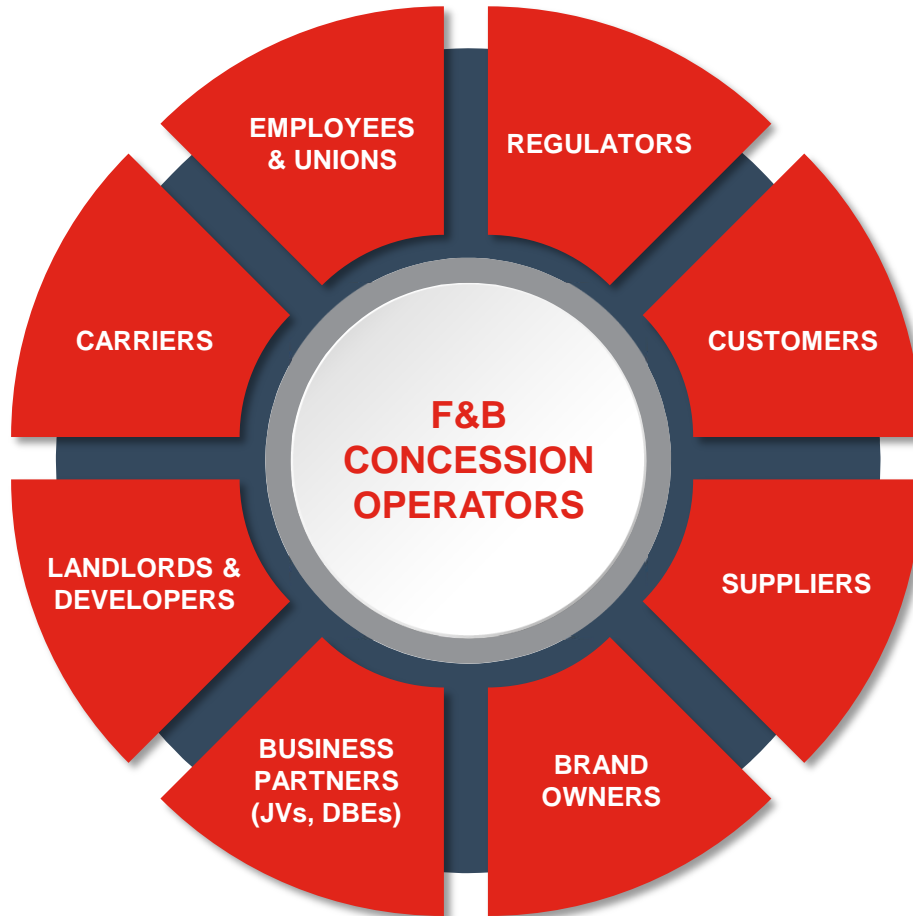 EMPLOYEES
& UNIONS
REGULATORS
CARRIERS
CUSTOMERS
F&B
CONCESSION
OPERATORS
LANDLORDS &
DEVELOPERS
SUPPLIERS
BUSINESS
PARTNERS
(JVs, DBEs)
BRAND
OWNERS